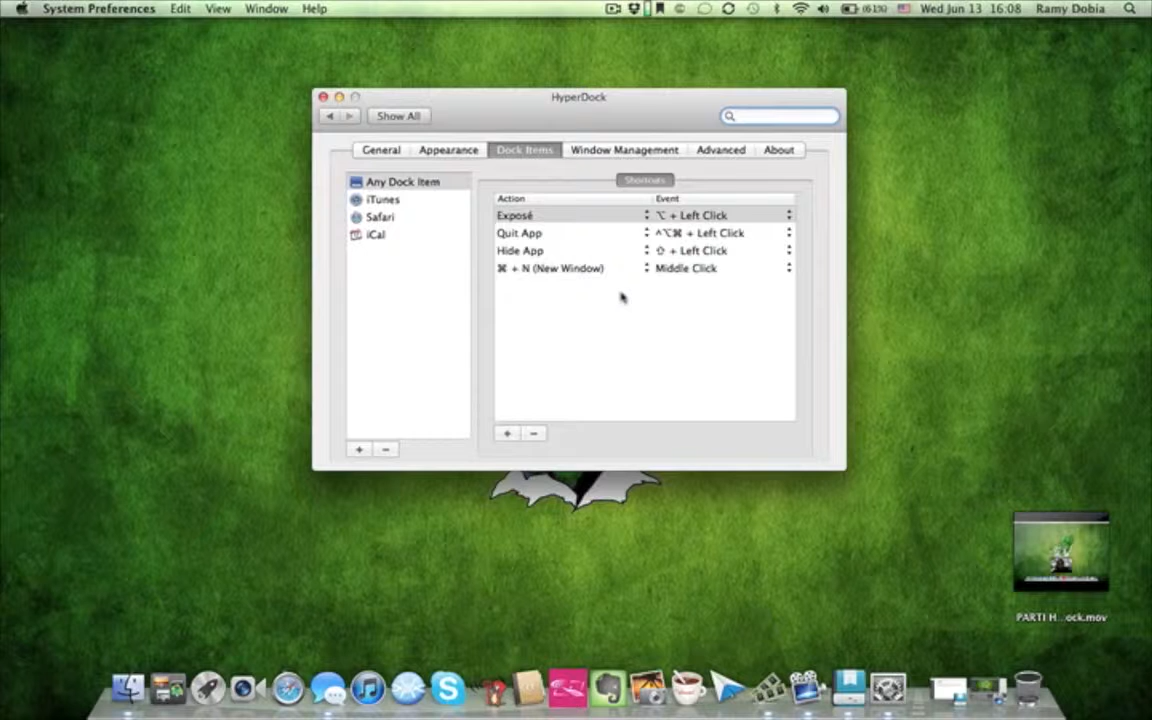 System Preferences Edit View Window Help (61%) Wed Jun 13 16:08 Ramy Dobia
HyperDock
Show All
General Appearance Dock Items Window Management Advanced About
Shortcuts
Any Dock Item
iTunes
Safari
iCal
Action Event
Exposé ⌥ + Left Click
Quit App ^⌥⌘ + Left Click
Hide App ⇧ + Left Click
⌘ + N (New Window) Middle Click
PARTI H...ock.mov